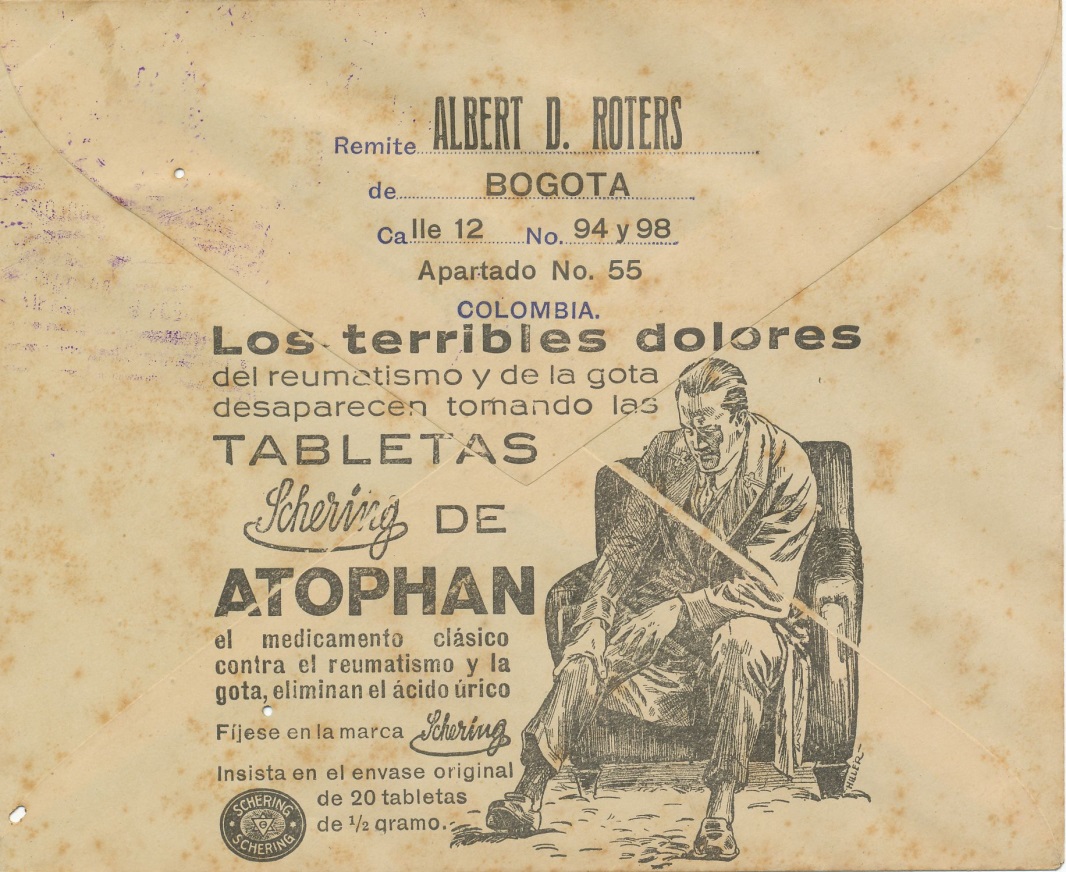 Remite ALBERT D. ROTERS
de BOGOTA
Calle 12 No. 94 y 98
Apartado No. 55
COLOMBIA.
Los terribles dolores
del reumatismo y de la gota
desaparecen tomando las
TABLETAS
Schering DE
ATOPHAN
el medicamento clásico
contra el reumatismo y la
gota, eliminan el ácido úrico
Fíjese en la marca Schering
Insista en el envase original
de 20 tabletas
de 1/2 gramo.
SCHERING
SCHERING
HILLER